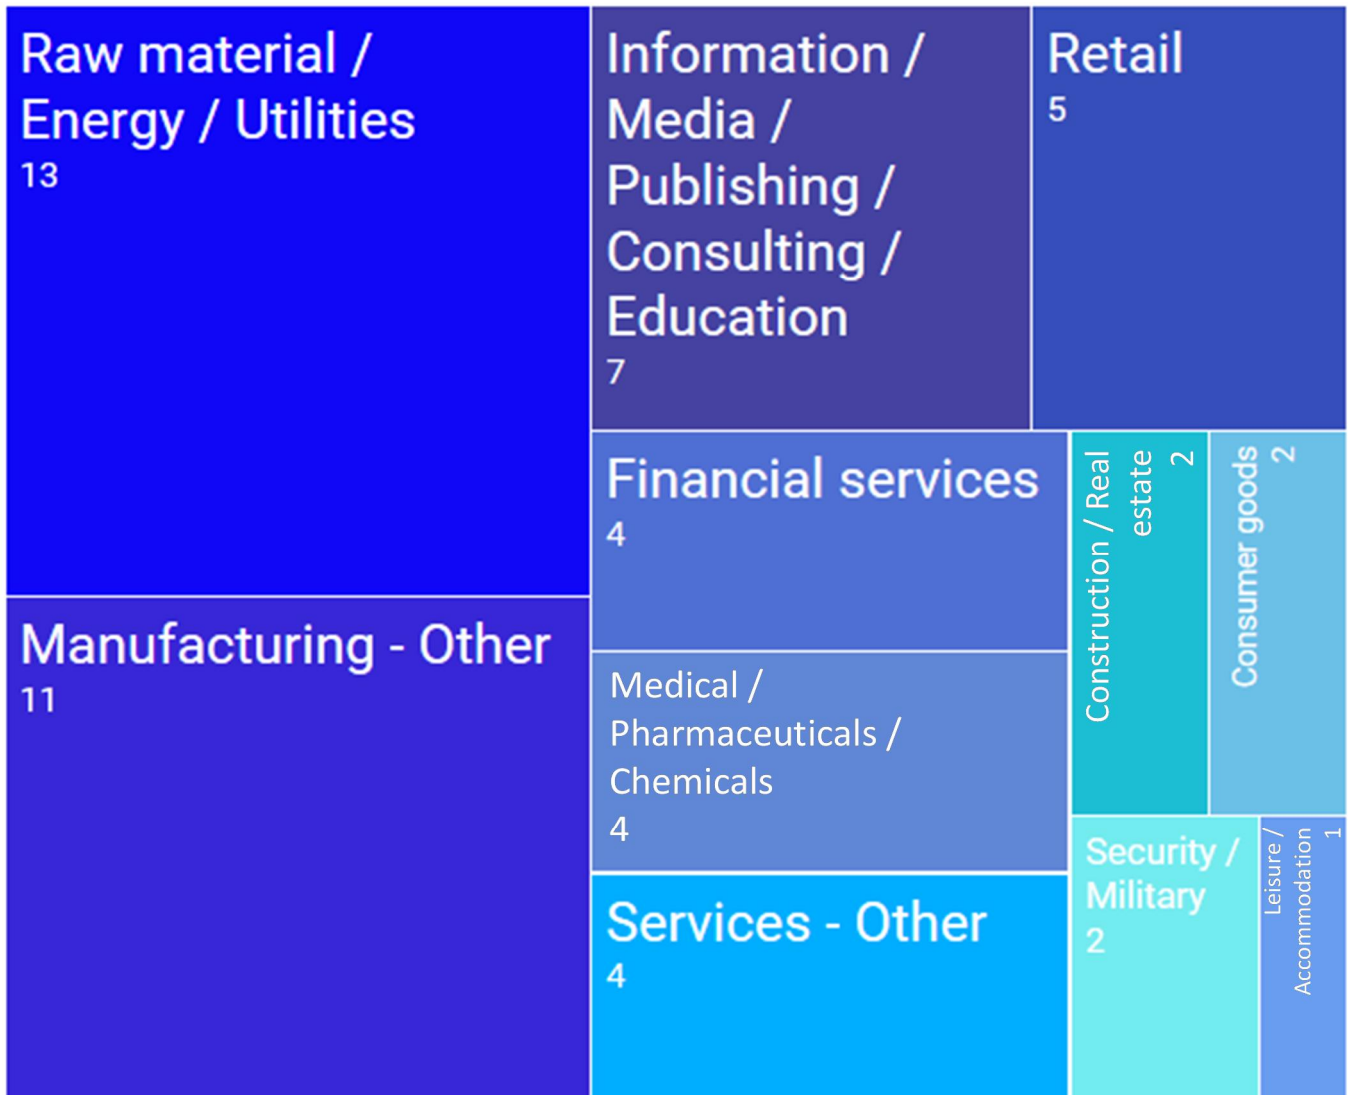 Raw material /
Energy / Utilities
13
Information /
Media /
Publishing /
Consulting /
Education
7
Retail
5
Manufacturing - Other
11
Financial services
4
Medical /
Pharmaceuticals /
Chemicals
4
Services - Other
4
Construction / Real
estate
2
Consumer goods
2
Security /
Military
2
Leisure /
Accommodation
1